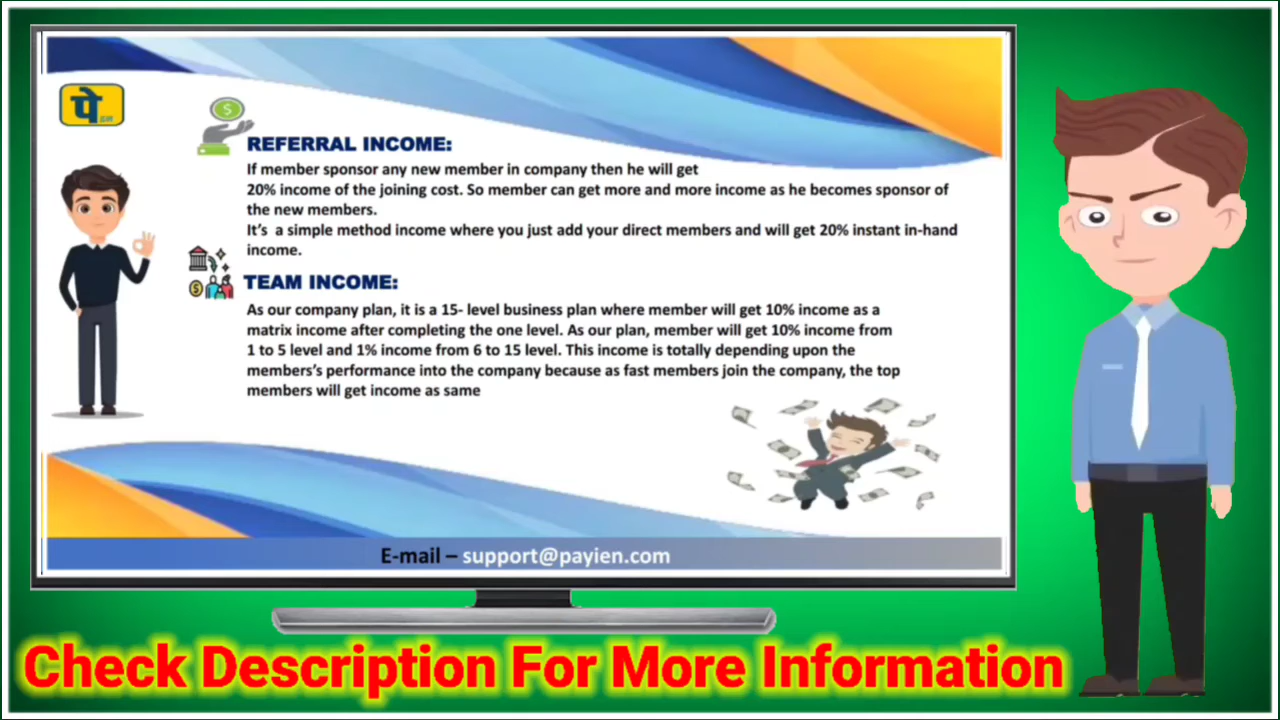 पे
REFERRAL INCOME:
If member sponsor any new member in company then he will get
20% income of the joining cost. So member can get more and more income as he becomes sponsor of
the new members.
It's a simple method income where you just add your direct members and will get 20% instant in-hand
income.
TEAM INCOME:
As our company plan, it is a 15- level business plan where member will get 10% income as a
matrix income after completing the one level. As our plan, member will get 10% income from
1 to 5 level and 1% income from 6 to 15 level. This income is totally depending upon the
members's performance into the company because as fast members join the company, the top
members will get income as same
E-mail – support@payien.com
Check Description For More Information